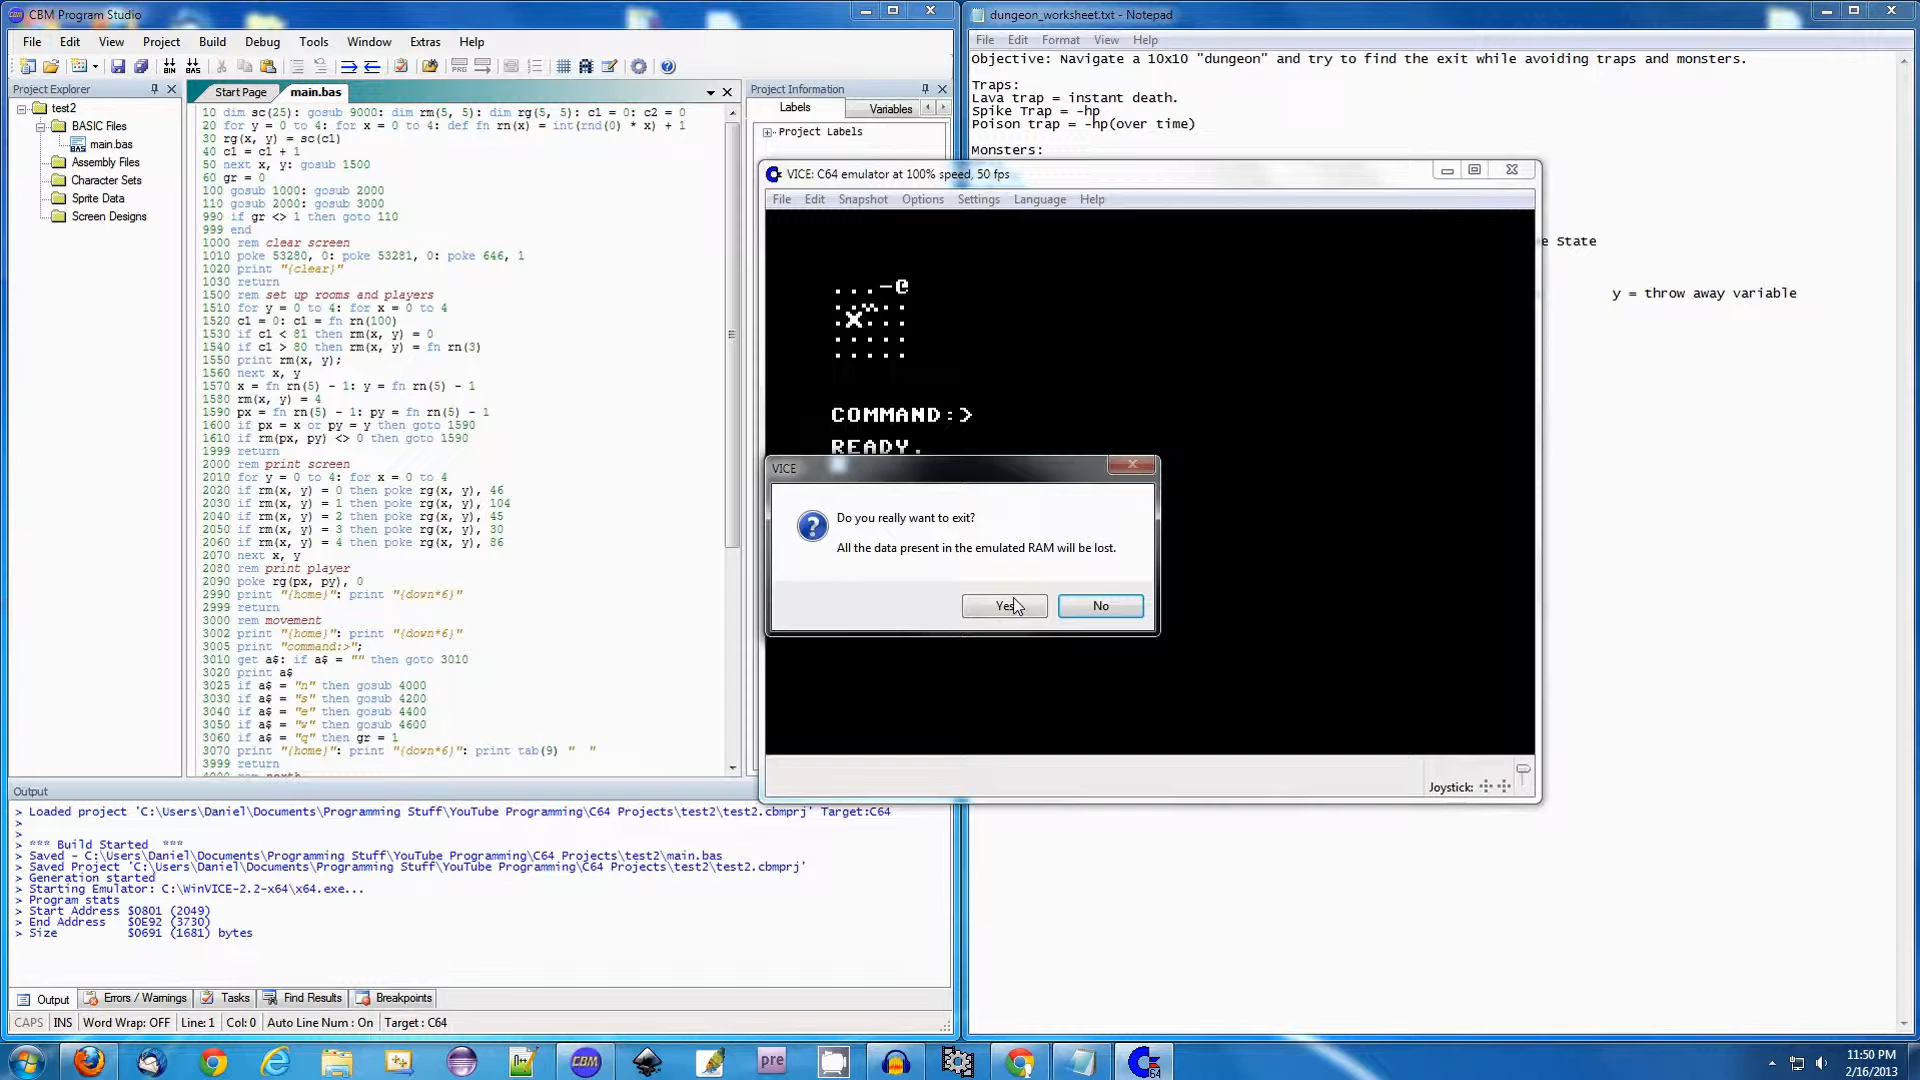 CBM Program Studio
File Edit View Project Build Debug Tools Window Extras Help
Project Explorer
test2
BASIC Files
main.bas
Assembly Files
Character Sets
Sprite Data
Screen Designs
Start Page
main.bas
10 dim sc(25): gosub 9000: dim rm(5, 5): dim rg(5, 5): c1 = 0: c2 = 0
20 for y = 0 to 4: for x = 0 to 4: def fn rn(x) = int(rnd(0) * x) + 1
30 rg(x, y) = sc(c1)
40 c1 = c1 + 1
50 next x, y: gosub 1500
60 gr = 0
100 gosub 1000: gosub 2000
110 gosub 2000: gosub 3000
990 if gr <> 1 then goto 110
999 end
1000 rem clear screen
1010 poke 53280, 0: poke 53281, 0: poke 646, 1
1020 print "{clear}"
1030 return
1500 rem set up rooms and players
1510 for y = 0 to 4: for x = 0 to 4
1520 c1 = 0: c1 = fn rn(100)
1530 if c1 < 81 then rm(x, y) = 0
1540 if c1 > 80 then rm(x, y) = fn rn(3)
1550 print rm(x, y);
1560 next x, y
1570 x = fn rn(5) - 1: y = fn rn(5) - 1
1580 rm(x, y) = 4
1590 px = fn rn(5) - 1: py = fn rn(5) - 1
1600 if px = x or py = y then goto 1590
1610 if rm(px, py) <> 0 then goto 1590
1999 return
2000 rem print screen
2010 for y = 0 to 4: for x = 0 to 4
2020 if rm(x, y) = 0 then poke rg(x, y), 46
2030 if rm(x, y) = 1 then poke rg(x, y), 104
2040 if rm(x, y) = 2 then poke rg(x, y), 45
2050 if rm(x, y) = 3 then poke rg(x, y), 30
2060 if rm(x, y) = 4 then poke rg(x, y), 86
2070 next x, y
2080 rem print player
2090 poke rg(px, py), 0
2990 print "{home}": print "{down*6}"
2999 return
3000 rem movement
3002 print "{home}": print "{down*6}"
3005 print "command:>";
3010 get a$: if a$ = "" then goto 3010
3020 print a$
3025 if a$ = "n" then gosub 4000
3030 if a$ = "s" then gosub 4200
3040 if a$ = "e" then gosub 4400
3050 if a$ = "w" then gosub 4600
3060 if a$ = "q" then gr = 1
3070 print "{home}": print "{down*6}": print tab(9) "  "
3999 return
Project Information
Labels
Variables
Project Labels
dungeon_worksheet.txt - Notepad
File Edit Format View Help
Objective: Navigate a 10x10 "dungeon" and try to find the exit while avoiding traps and monsters.
Traps:
Lava trap = instant death.
Spike Trap = -hp
Poison trap = -hp(over time)
Monsters:
State
y = throw away variable
VICE: C64 emulator at 100% speed, 50 fps
File Edit Snapshot Options Settings Language Help
...-@
COMMAND:>
READY.
VICE
Do you really want to exit?
All the data present in the emulated RAM will be lost.
Yes
No
Joystick:
Output
> Loaded project 'C:\Users\Daniel\Documents\Programming Stuff\YouTube Programming\C64 Projects\test2\test2.cbmprj' Target:C64
>
>
> *** Build Started ***
> Saved - C:\Users\Daniel\Documents\Programming Stuff\YouTube Programming\C64 Projects\test2\main.bas
> Saved Project 'C:\Users\Daniel\Documents\Programming Stuff\YouTube Programming\C64 Projects\test2\test2.cbmprj'
> Generation started
> Starting Emulator: C:\WinVICE-2.2-x64\x64.exe...
> Program stats
> Start Address $0801 (2049)
> End Address $0E92 (3730)
> Size $0691 (1681) bytes
Output
Errors / Warnings
Tasks
Find Results
Breakpoints
CAPS INS Word Wrap: OFF Line: 1 Col: 0 Auto Line Num : On Target : C64
CBM
pre
64
11:50 PM
2/16/2013